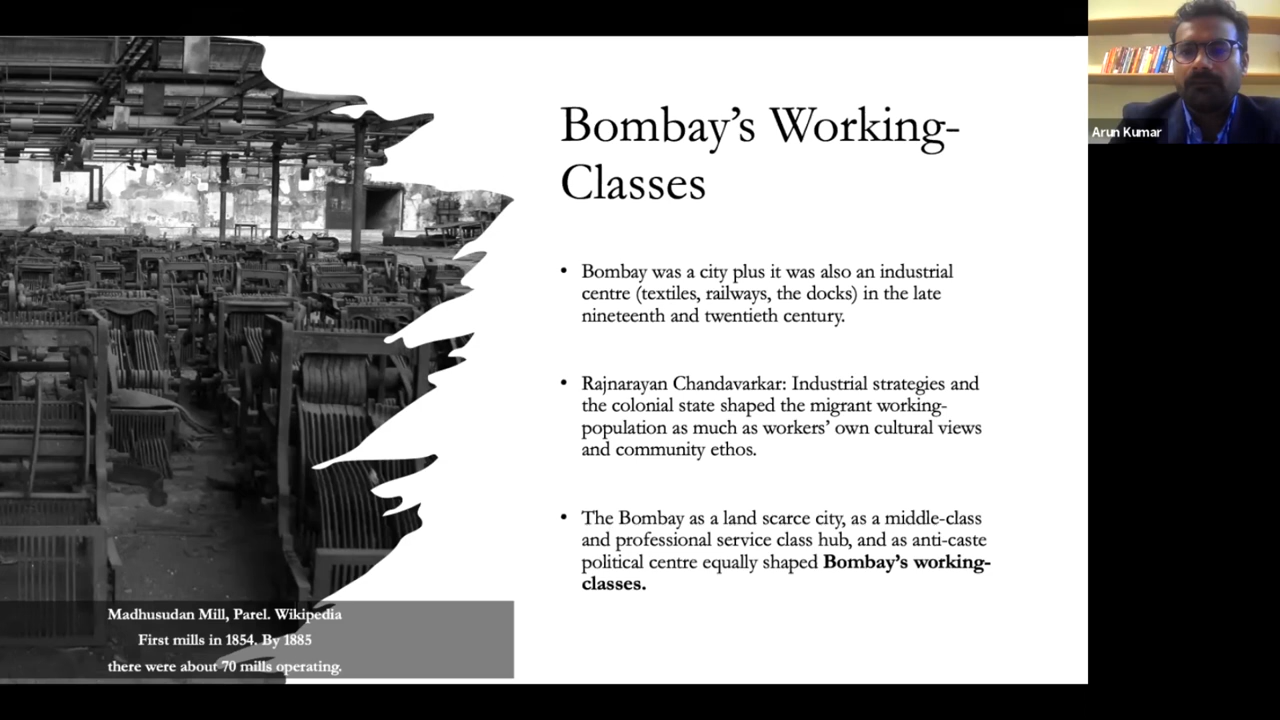 Bombay’s Working-
Classes
• Bombay was a city plus it was also an industrial
centre (textiles, railways, the docks) in the late
nineteenth and twentieth century.
• Rajnarayan Chandavarkar: Industrial strategies and
the colonial state shaped the migrant working-
population as much as workers’ own cultural views
and community ethos.
• The Bombay as a land scarce city, as a middle-class
and professional service class hub, and as anti-caste
political centre equally shaped Bombay’s working-
classes.
Madhusudan Mill, Parel. Wikipedia
First mills in 1854. By 1885
there were about 70 mills operating.
Arun Kumar